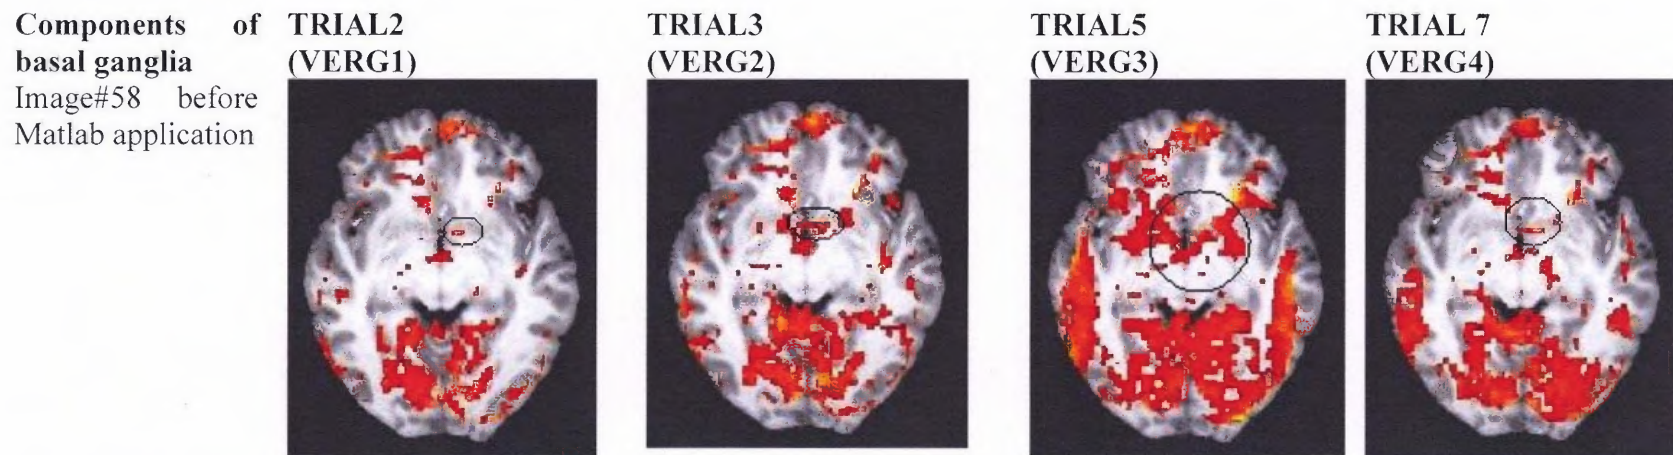 Components of
basal ganglia
Image#58 before
Matlab application
TRIAL2
(VERG1)
TRIAL3
(VERG2)
TRIAL5
(VERG3)
TRIAL 7
(VERG4)